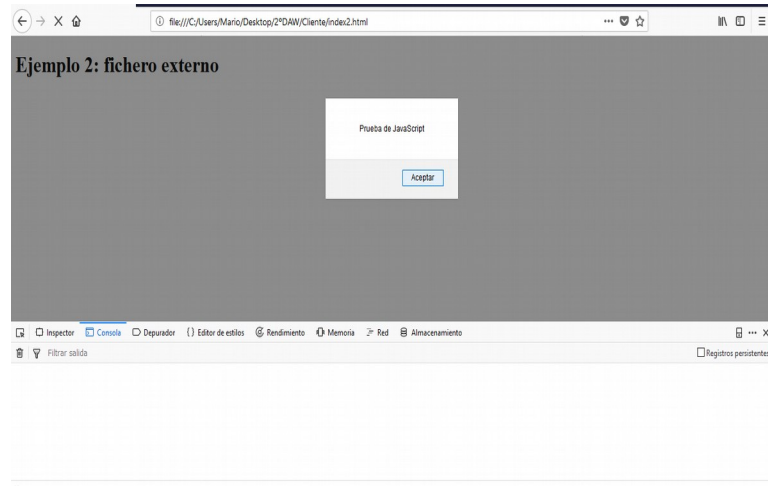 file:///C:/Users/Mario/Desktop/2ºDAW/Cliente/index2.html
Ejemplo 2: fichero externo
Prueba de JavaScript
Aceptar
Inspector Consola Depurador {} Editor de estilos Rendimiento Memoria Red Almacenamiento
Filtrar salida Registros persistentes